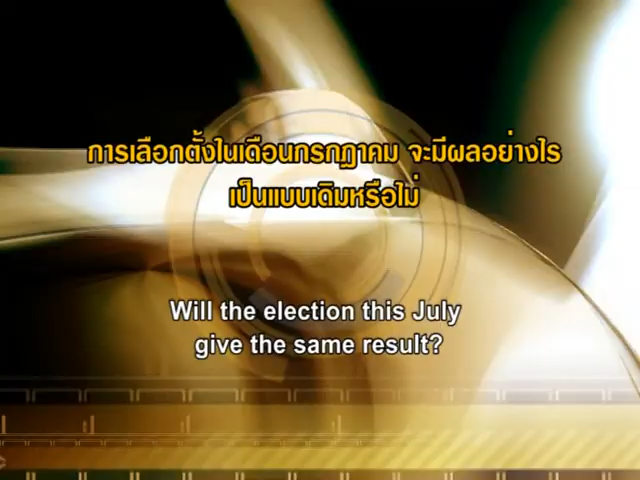 การเลือกตั้งในเดือนกรกฎาคม จะมีผลอย่างไร
เป็นแบบเดิมหรือไม่
Will the election this July
give the same result?